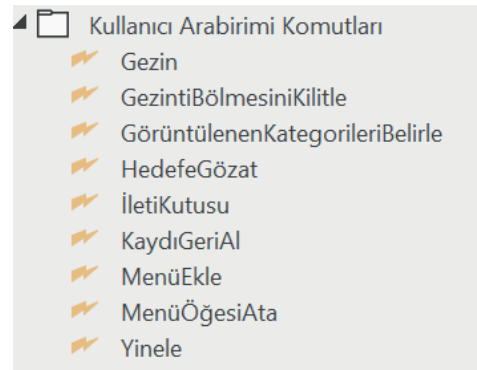 Kullanıcı Arabirimi Komutları
Gezin
GezintiBölmesiniKilitle
GörüntülenenKategorileriBelirle
HedefeGözat
İletiKutusu
KaydıGeriAl
MenüEkle
MenüÖğesiAta
Yinele